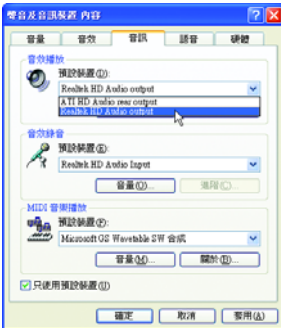 聲音及音訊裝置 內容
音量 音效 音訊 語音 硬體
音效播放
預設裝置(D):
Realtek HD Audio output
ATI HD Audio rear output
Realtek HD Audio output
音效錄音
預設裝置(E):
Realtek HD Audio Input
音量(O)... 進階(C)...
MIDI 音樂播放
預設裝置(F):
Microsoft GS Wavetable SW 合成
音量(M)... 關於(B)...
只使用預設裝置(U)
確定 取消 套用(A)